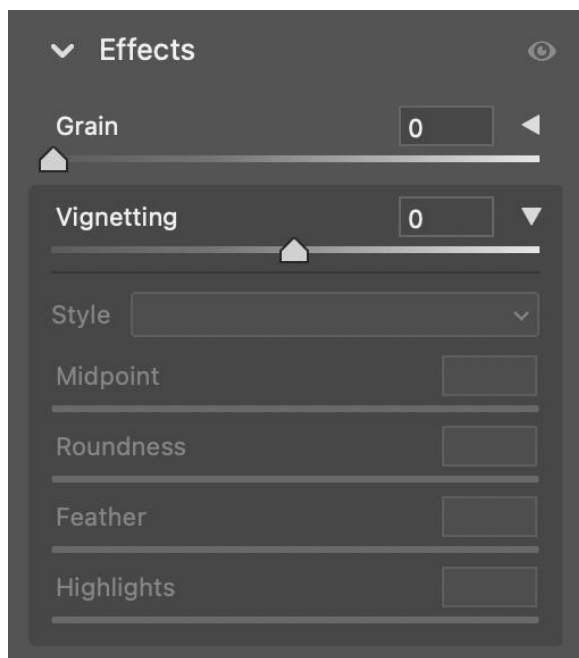 Effects
Grain 0
Vignetting 0
Style
Midpoint
Roundness
Feather
Highlights